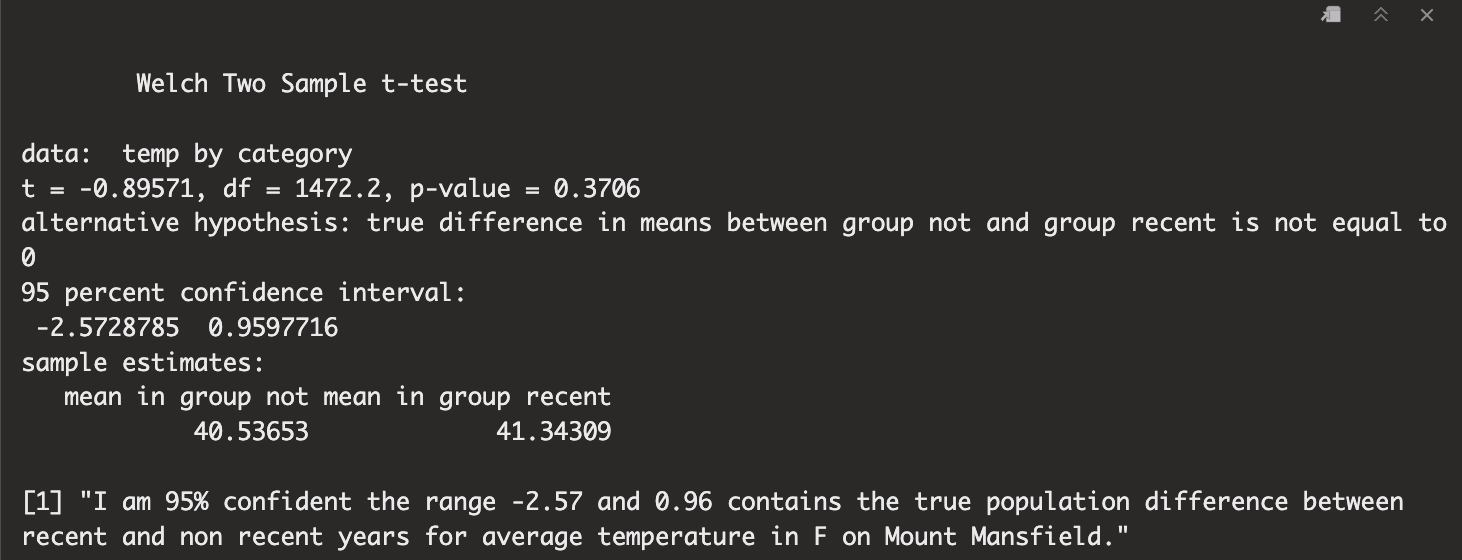 Welch Two Sample t-test
data:  temp by category
t = -0.89571, df = 1472.2, p-value = 0.3706
alternative hypothesis: true difference in means between group not and group recent is not equal to
0
95 percent confidence interval:
 -2.5728785  0.9597716
sample estimates:
   mean in group not mean in group recent
            40.53653             41.34309
[1] "I am 95% confident the range -2.57 and 0.96 contains the true population difference between
recent and non recent years for average temperature in F on Mount Mansfield."